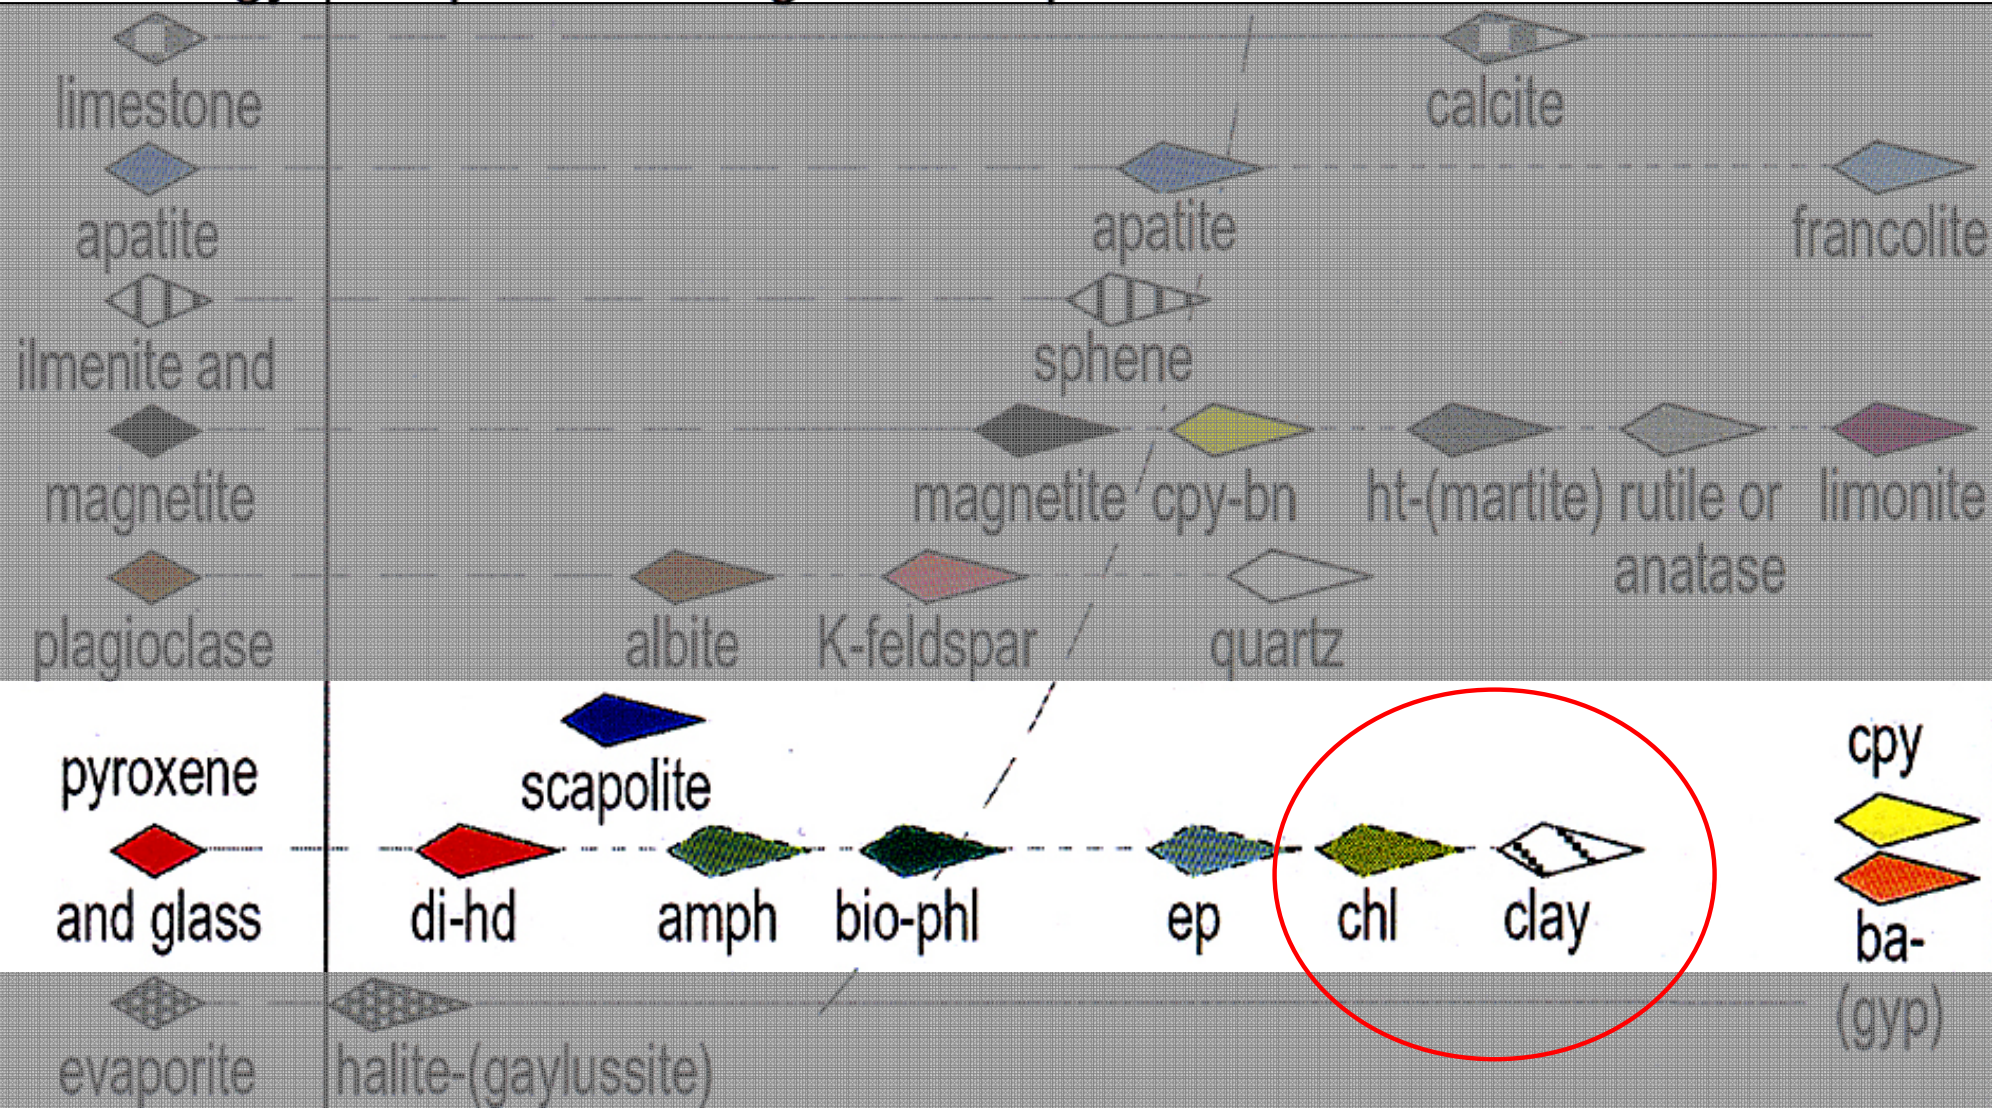 limestone calcite
apatite apatite francolite
ilmenite and sphene
magnetite magnetite cpy-bn ht-(martite) rutile or limonite
anatase
plagioclase albite K-feldspar quartz
pyroxene scapolite cpy
and glass di-hd amph bio-phl ep chl clay ba-
evaporite halite-(gaylussite) (gyp)